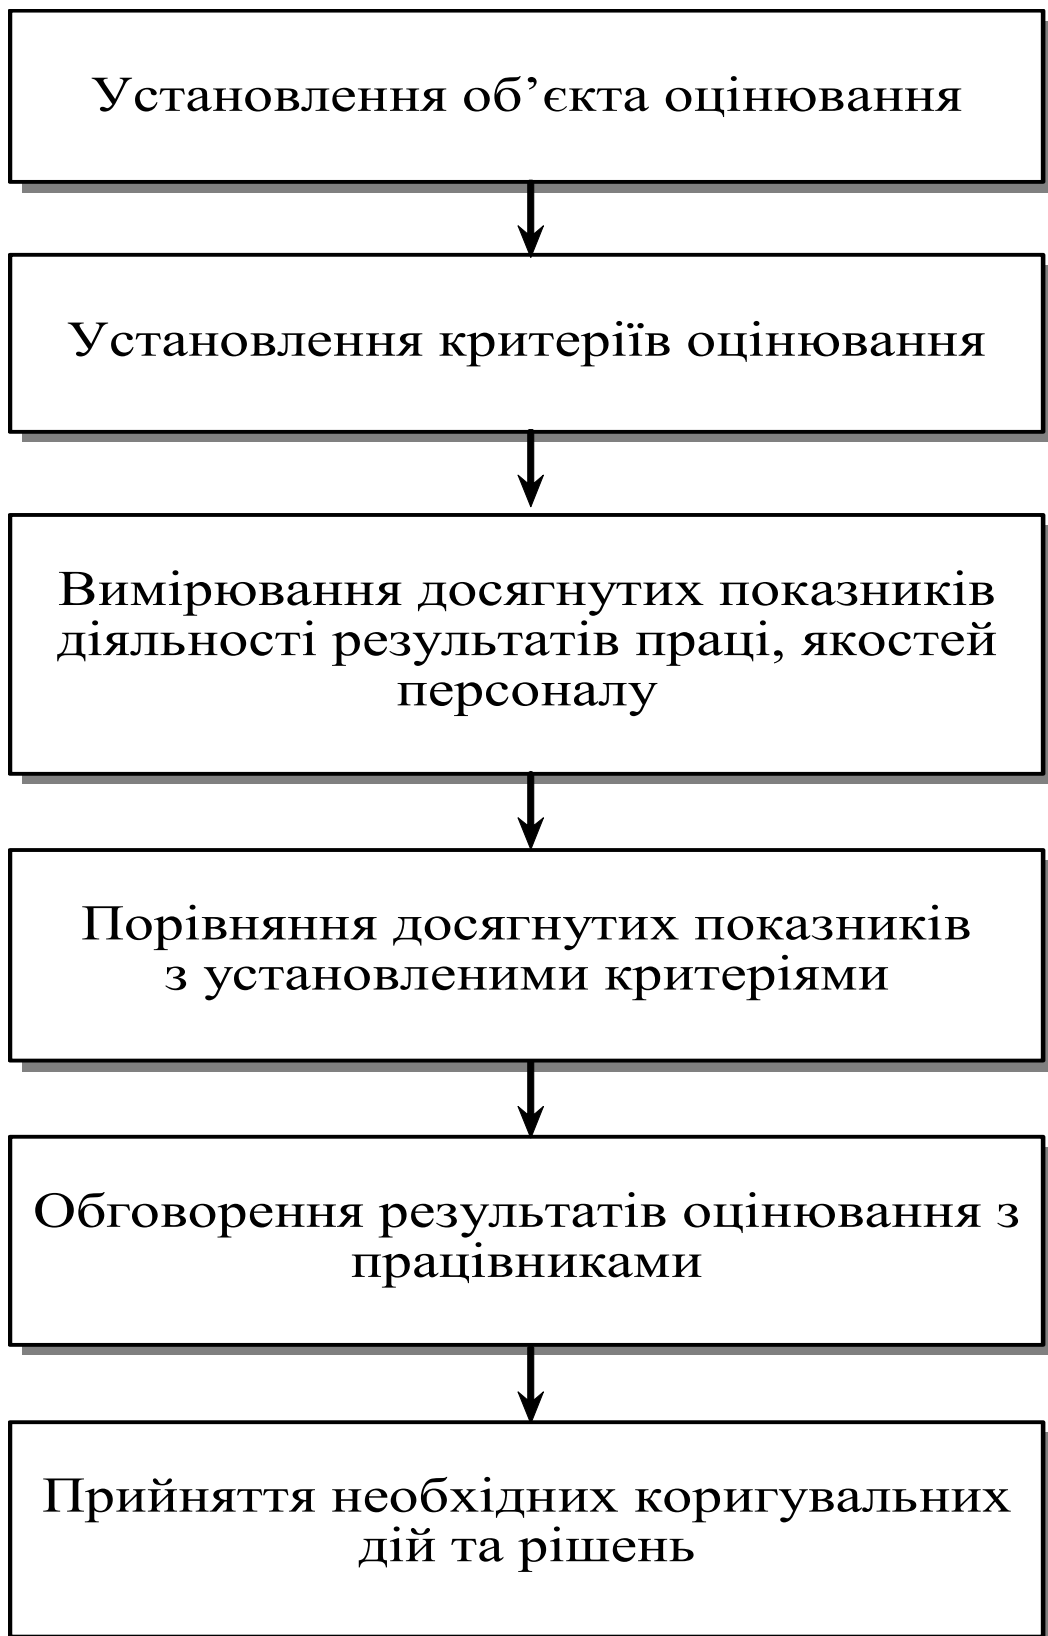 Установлення об’єкта оцінювання
Установлення критеріїв оцінювання
Вимірювання досягнутих показників
діяльності результатів праці, якостей
персоналу
Порівняння досягнутих показників
з установленими критеріями
Обговорення результатів оцінювання з
працівниками
Прийняття необхідних коригувальних
дій та рішень